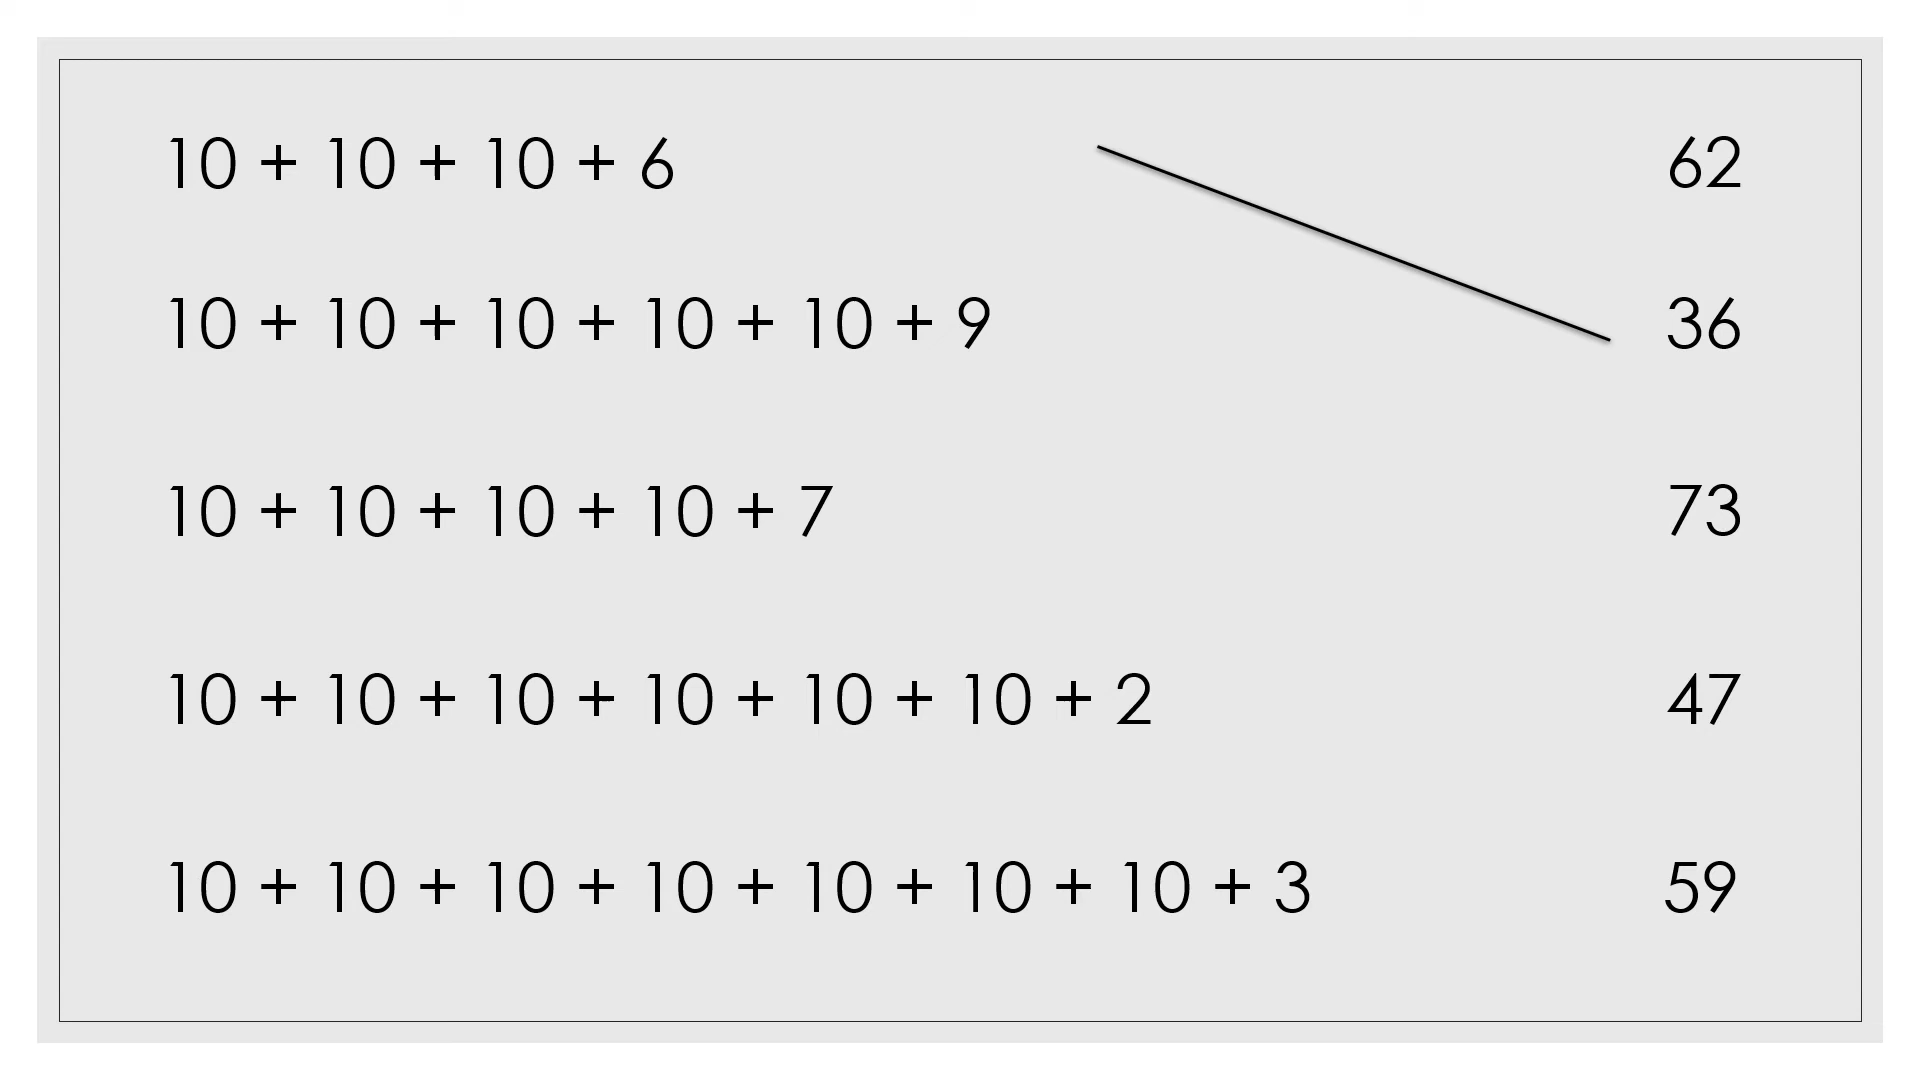 10 + 10 + 10 + 6 62
10 + 10 + 10 + 10 + 10 + 9 36
10 + 10 + 10 + 10 + 7 73
10 + 10 + 10 + 10 + 10 + 10 + 2 47
10 + 10 + 10 + 10 + 10 + 10 + 10 + 3 59